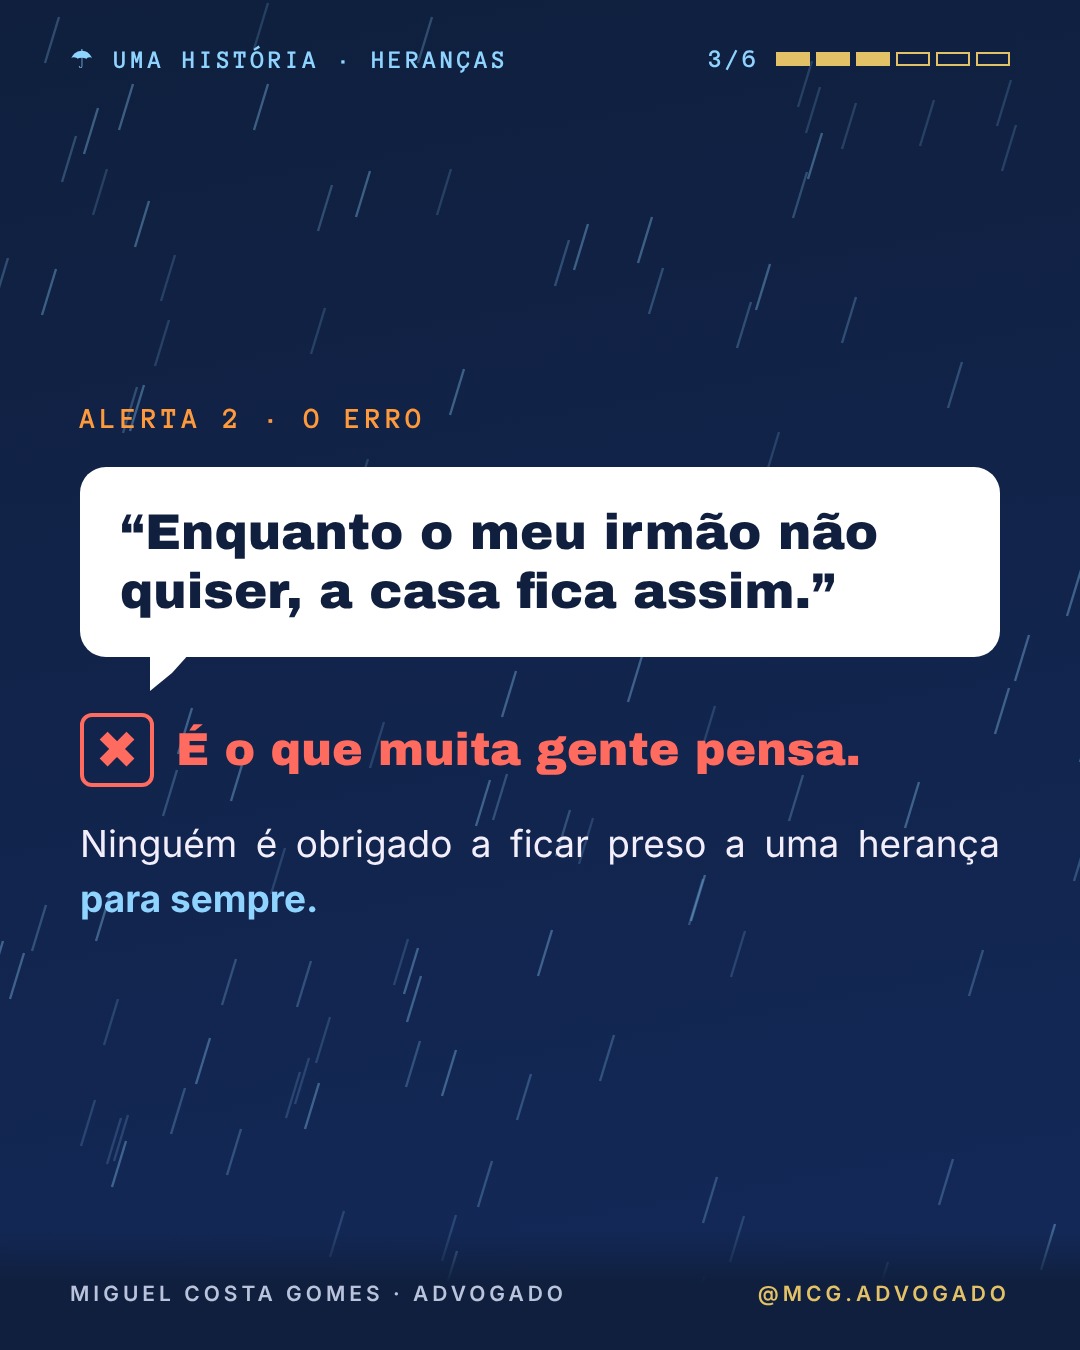 ☂ UMA HISTÓRIA · HERANÇAS
3/6
ALERTA 2 · O ERRO
“Enquanto o meu irmão não
quiser, a casa fica assim.”
✖ É o que muita gente pensa.
Ninguém é obrigado a ficar preso a uma herança
para sempre.
MIGUEL COSTA GOMES · ADVOGADO
@MCG.ADVOGADO